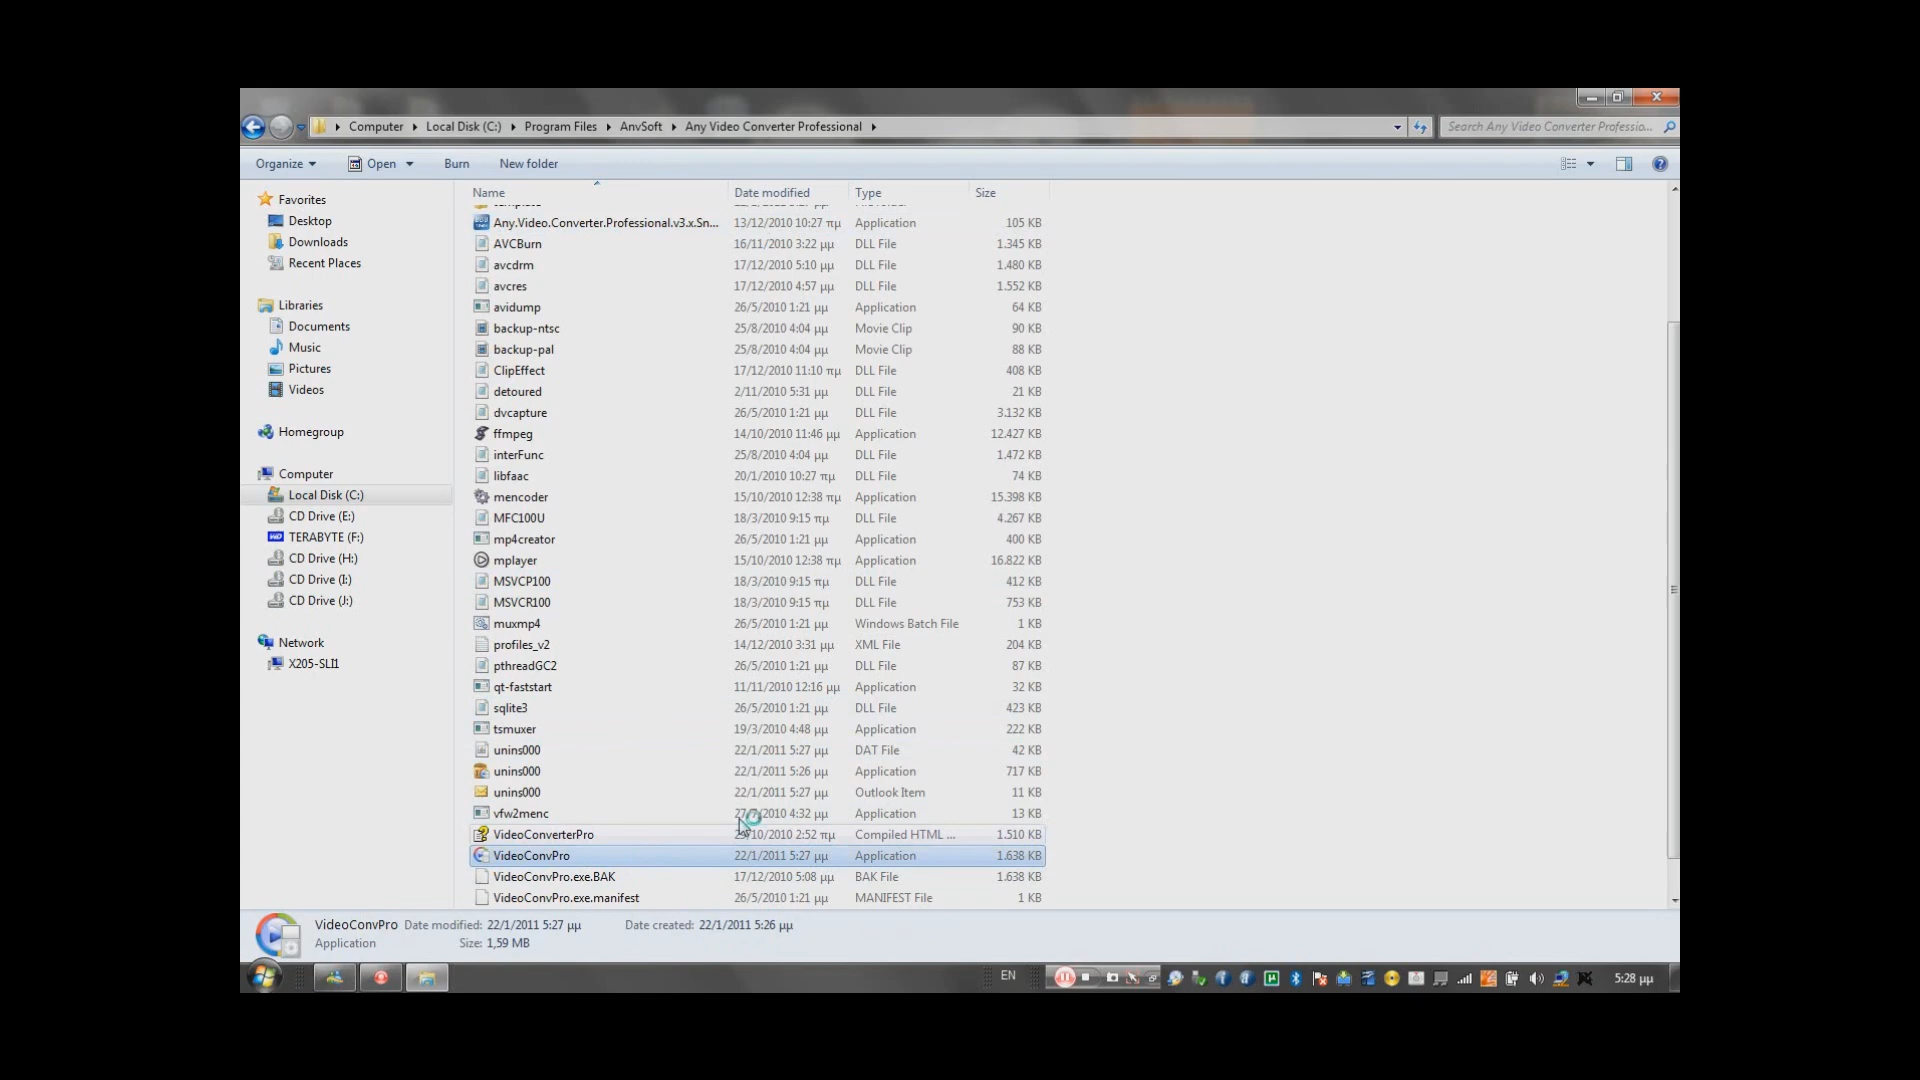 Computer Local Disk (C:) Program Files AnvSoft Any Video Converter Professional Search Any Video Converter Professio...
Organize Open Burn New folder
Name Date modified Type Size
Favorites
Desktop
Downloads
Recent Places
Libraries
Documents
Music
Pictures
Videos
Homegroup
Computer
Local Disk (C:)
CD Drive (E:)
TERABYTE (F:)
CD Drive (H:)
CD Drive (I:)
CD Drive (J:)
Network
X205-SLI1
Any.Video.Converter.Professional.v3.x.Sn... 13/12/2010 10:27 πμ Application 105 KB
AVCBurn 16/11/2010 3:22 μμ DLL File 1.345 KB
avcdrm 17/12/2010 5:10 μμ DLL File 1.480 KB
avcres 17/12/2010 4:57 μμ DLL File 1.552 KB
avidump 26/5/2010 1:21 μμ Application 64 KB
backup-ntsc 25/8/2010 4:04 μμ Movie Clip 90 KB
backup-pal 25/8/2010 4:04 μμ Movie Clip 88 KB
ClipEffect 17/12/2010 11:10 πμ DLL File 408 KB
detoured 2/11/2010 5:31 μμ DLL File 21 KB
dvcapture 26/5/2010 1:21 μμ DLL File 3.132 KB
ffmpeg 14/10/2010 11:46 μμ Application 12.427 KB
interFunc 25/8/2010 4:04 μμ DLL File 1.472 KB
libfaac 20/1/2010 10:27 πμ DLL File 74 KB
mencoder 15/10/2010 12:38 πμ Application 15.398 KB
MFC100U 18/3/2010 9:15 πμ DLL File 4.267 KB
mp4creator 26/5/2010 1:21 μμ Application 400 KB
mplayer 15/10/2010 12:38 πμ Application 16.822 KB
MSVCP100 18/3/2010 9:15 πμ DLL File 412 KB
MSVCR100 18/3/2010 9:15 πμ DLL File 753 KB
muxmp4 26/5/2010 1:21 μμ Windows Batch File 1 KB
profiles_v2 14/12/2010 3:31 μμ XML File 204 KB
pthreadGC2 26/5/2010 1:21 μμ DLL File 87 KB
qt-faststart 11/11/2010 12:16 μμ Application 32 KB
sqlite3 26/5/2010 1:21 μμ DLL File 423 KB
tsmuxer 19/3/2010 4:48 μμ Application 222 KB
unins000 22/1/2011 5:27 μμ DAT File 42 KB
unins000 22/1/2011 5:26 μμ Application 717 KB
unins000 22/1/2011 5:27 μμ Outlook Item 11 KB
vfw2menc 4:32 μμ Application 13 KB
VideoConverterPro 2:52 πμ Compiled HTML ... 1.510 KB
VideoConvPro 22/1/2011 5:27 μμ Application 1.638 KB
VideoConvPro.exe.BAK 17/12/2010 5:08 μμ BAK File 1.638 KB
VideoConvPro.exe.manifest 26/5/2010 1:21 μμ MANIFEST File 1 KB
VideoConvPro Date modified: 22/1/2011 5:27 μμ Date created: 22/1/2011 5:26 μμ
Application Size: 1,59 MB
EN 5:28 μμ